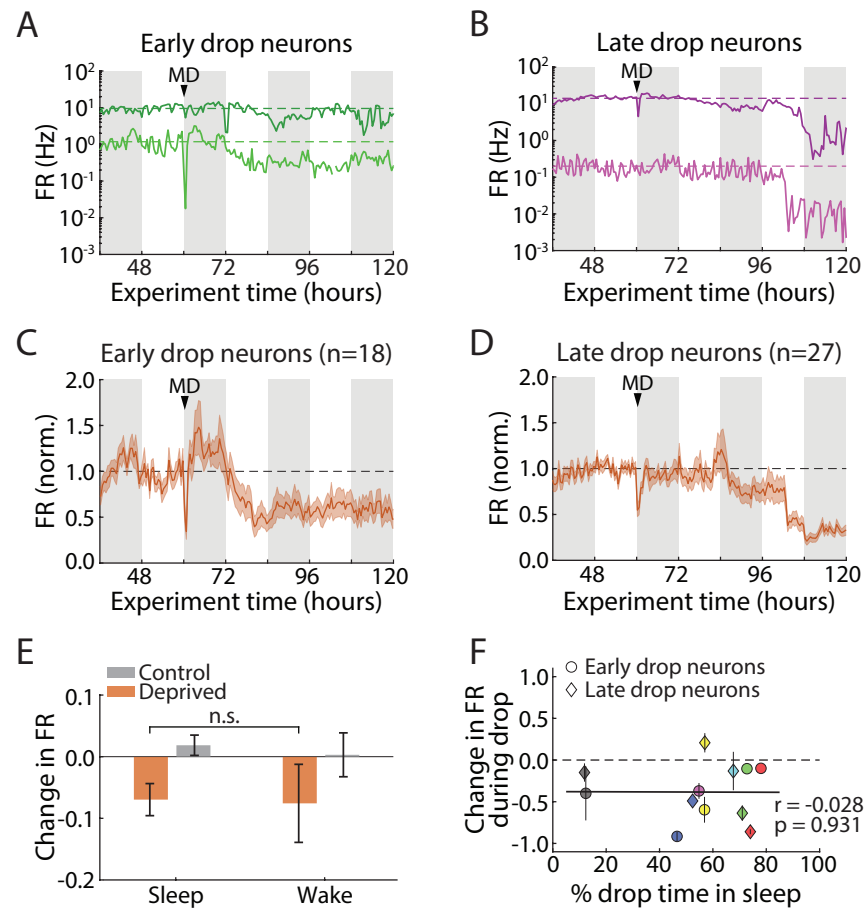 A
Early drop neurons
MD
FR (Hz)
10²
10¹
10⁰
10⁻¹
10⁻²
10⁻³
48 72 96 120
Experiment time (hours)
B
Late drop neurons
MD
FR (Hz)
10²
10¹
10⁰
10⁻¹
10⁻²
10⁻³
48 72 96 120
Experiment time (hours)
C
Early drop neurons (n=18)
MD
FR (norm.)
2.0
1.5
1.0
0.5
0.0
48 72 96 120
Experiment time (hours)
D
Late drop neurons (n=27)
MD
FR (norm.)
2.0
1.5
1.0
0.5
0.0
48 72 96 120
Experiment time (hours)
E
Control
Deprived
n.s.
Change in FR
0.1
0.0
-0.1
-0.2
Sleep Wake
F
Early drop neurons
Late drop neurons
Change in FR
during drop
1.0
0.5
0.0
-0.5
-1.0
r = -0.028
p = 0.931
0 20 40 60 80 100
% drop time in sleep